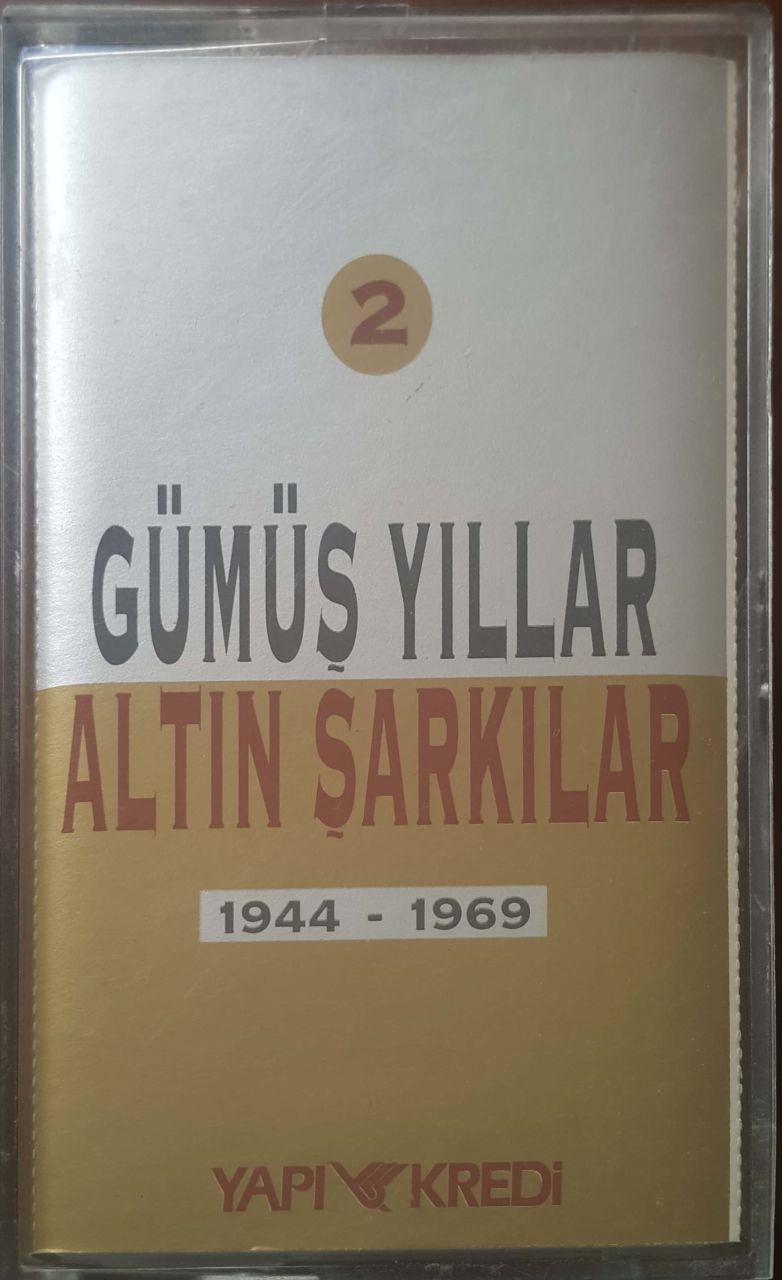 2
GÜMÜŞ YILLAR
ALTIN ŞARKILAR
1944 - 1969
YAPI KREDİ